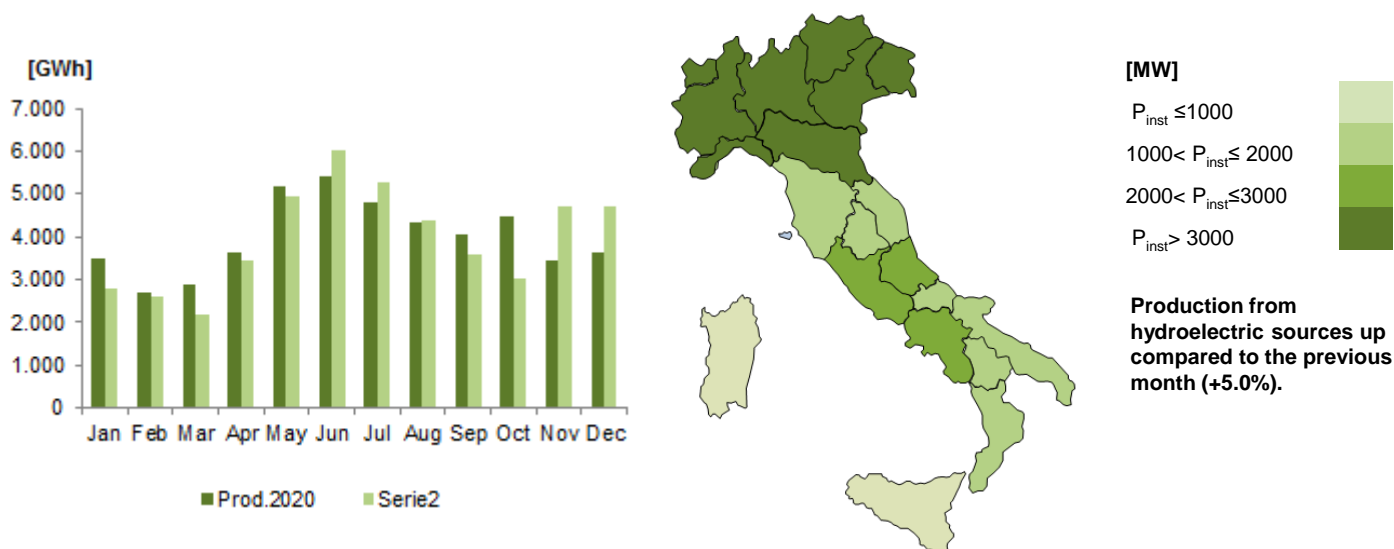 [GWh]
7.000
6.000
5.000
4.000
3.000
2.000
1.000
0
Jan Feb Mar Apr May Jun Jul Aug Sep Oct Nov Dec
Prod.2020 Serie2
[MW]
Pinst ≤1000
1000< Pinst≤ 2000
2000< Pinst≤3000
Pinst> 3000
Production from
hydroelectric sources up
compared to the previous
month (+5.0%).